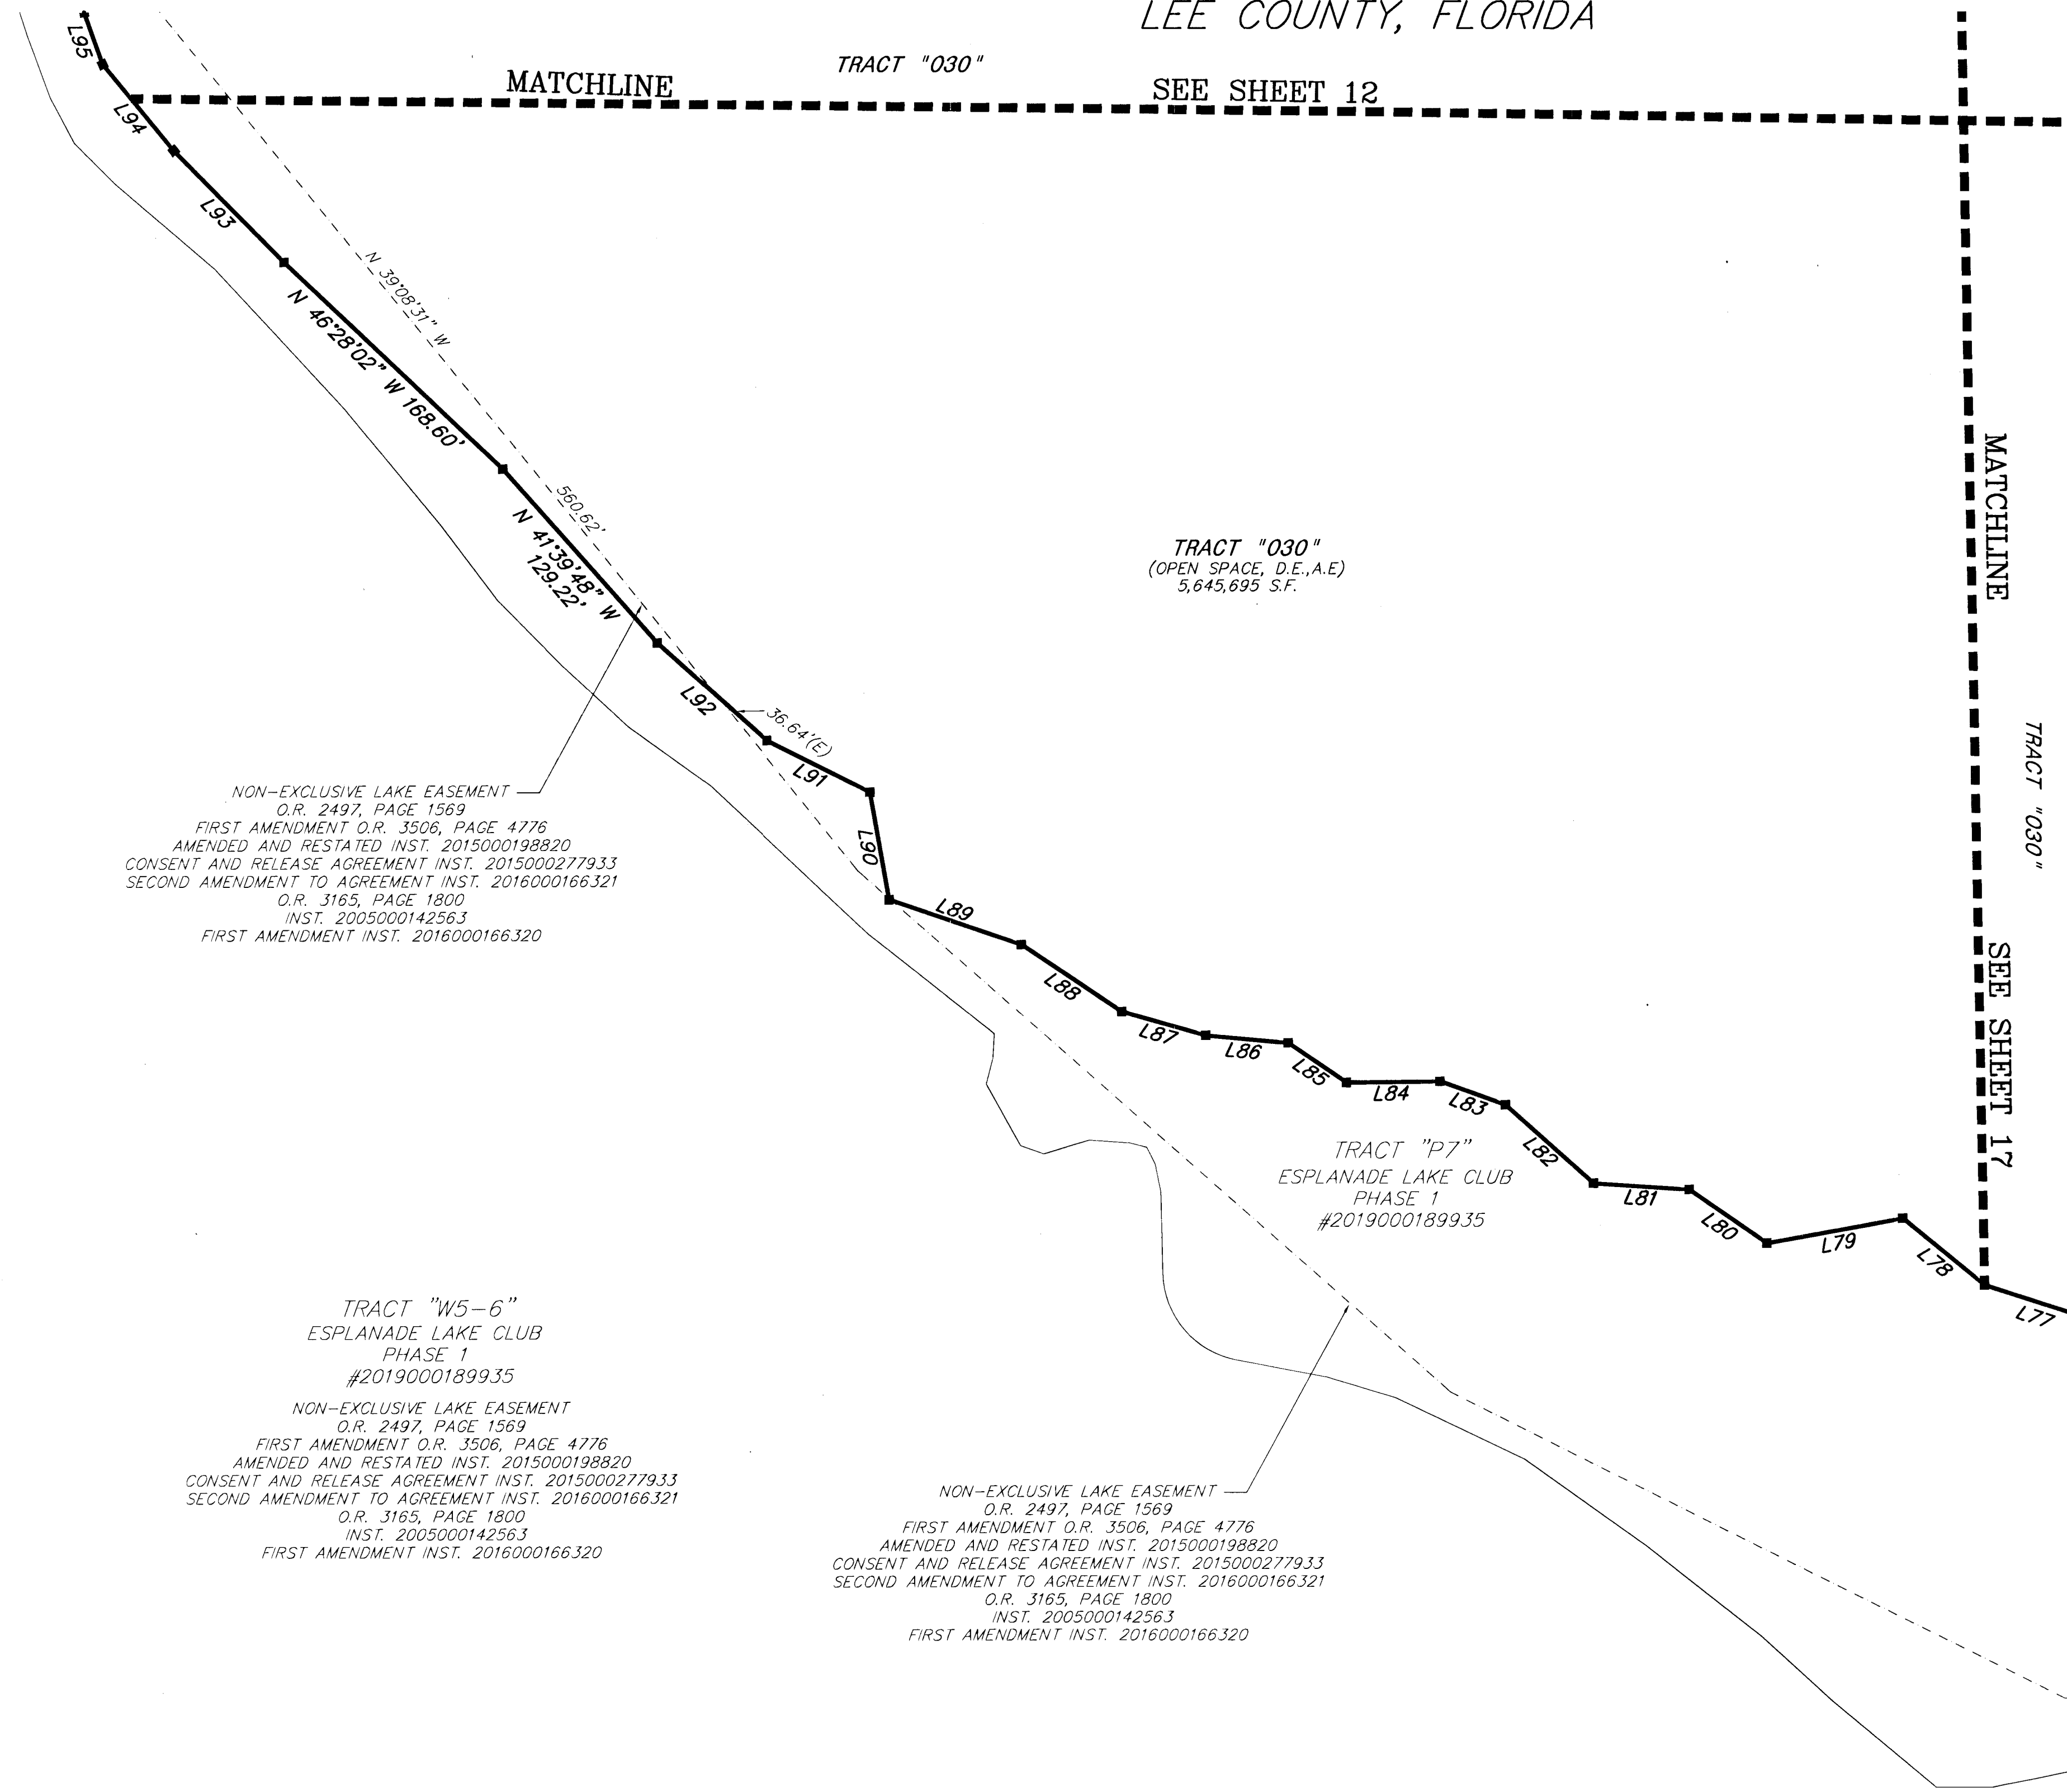 LEE COUNTY, FLORIDA
TRACT "030"
MATCHLINE
SEE SHEET 12
L95
L94
L93
N 39°08'31" W
N 46°28'02" W 168.60'
560.62'
N 41°39'48" W
129.22'
TRACT "030"
(OPEN SPACE, D.E.,A.E)
5,645,695 S.F.
MATCHLINE
SEE SHEET 17
TRACT "030"
L92
36.64'(E)
L91
L90
NON-EXCLUSIVE LAKE EASEMENT
O.R. 2497, PAGE 1569
FIRST AMENDMENT O.R. 3506, PAGE 4776
AMENDED AND RESTATED INST. 2015000198820
CONSENT AND RELEASE AGREEMENT INST. 2015000277933
SECOND AMENDMENT TO AGREEMENT INST. 2016000166321
O.R. 3165, PAGE 1800
INST. 2005000142563
FIRST AMENDMENT INST. 2016000166320
L89
L88
L87
L86
L85
L84
L83
L82
L81
L80
L79
L78
L77
TRACT "P7"
ESPLANADE LAKE CLUB
PHASE 1
#2019000189935
TRACT "W5-6"
ESPLANADE LAKE CLUB
PHASE 1
#2019000189935
NON-EXCLUSIVE LAKE EASEMENT
O.R. 2497, PAGE 1569
FIRST AMENDMENT O.R. 3506, PAGE 4776
AMENDED AND RESTATED INST. 2015000198820
CONSENT AND RELEASE AGREEMENT INST. 2015000277933
SECOND AMENDMENT TO AGREEMENT INST. 2016000166321
O.R. 3165, PAGE 1800
INST. 2005000142563
FIRST AMENDMENT INST. 2016000166320
NON-EXCLUSIVE LAKE EASEMENT
O.R. 2497, PAGE 1569
FIRST AMENDMENT O.R. 3506, PAGE 4776
AMENDED AND RESTATED INST. 2015000198820
CONSENT AND RELEASE AGREEMENT INST. 2015000277933
SECOND AMENDMENT TO AGREEMENT INST. 2016000166321
O.R. 3165, PAGE 1800
INST. 2005000142563
FIRST AMENDMENT INST. 2016000166320